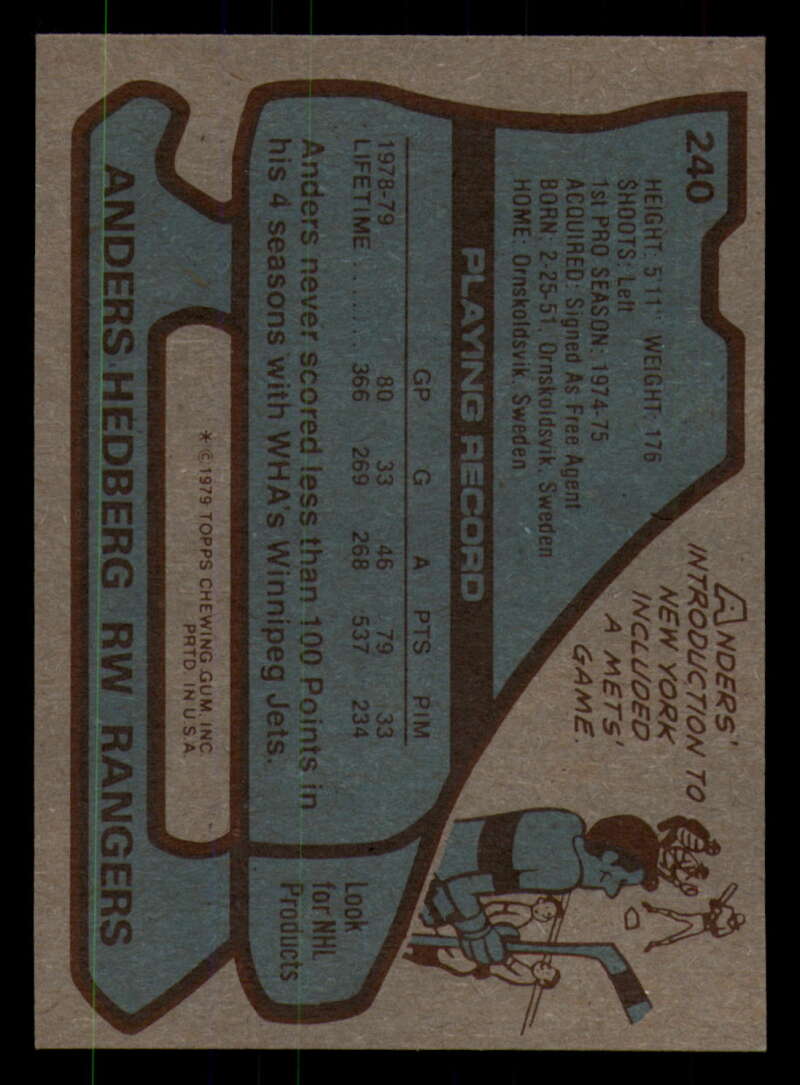 240
HEIGHT: 5'11" WEIGHT: 176
SHOOTS: Left
1st PRO SEASON: 1974-75
ACQUIRED: Signed As Free Agent
BORN: 2-25-51, Ornskoldsvik, Sweden
HOME: Ornskoldsvik, Sweden
ANDERS'
INTRODUCTION TO
NEW YORK
INCLUDED
A METS'
GAME.
PLAYING RECORD
GP G A PTS PIM
1978-79 80 33 46 79 33
LIFETIME ........ 366 269 268 537 234
Anders never scored less than 100 Points in
his 4 seasons with WHA's Winnipeg Jets.
Look
for NHL
Products
*©1979 TOPPS CHEWING GUM, INC.
PRTD. IN U.S.A.
ANDERS HEDBERG RW RANGERS